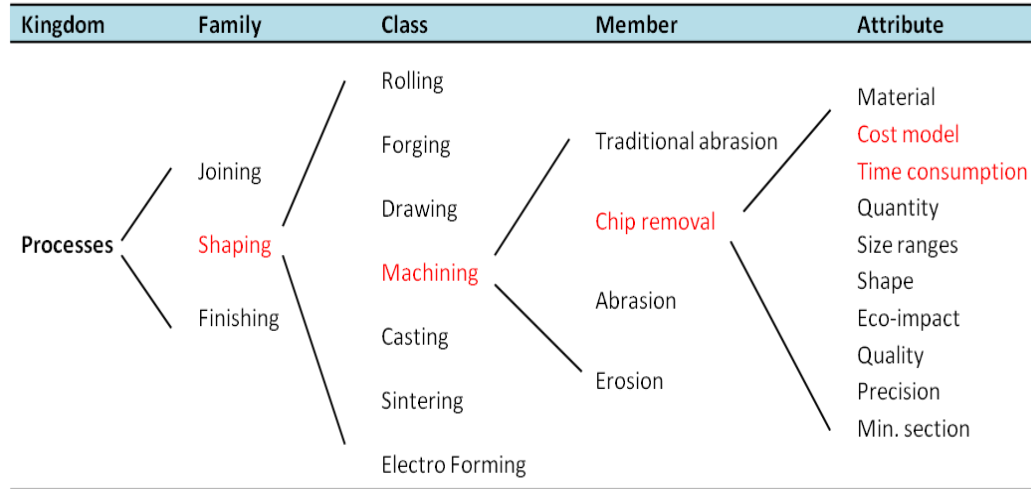 Kingdom Family Class Member Attribute
Rolling
Material
Forging
Traditional abrasion
Cost model
Joining
Time consumption
Drawing
Chip removal
Quantity
Processes
Shaping
Size ranges
Machining
Shape
Finishing
Abrasion
Eco-impact
Casting
Quality
Erosion
Precision
Sintering
Min. section
Electro Forming